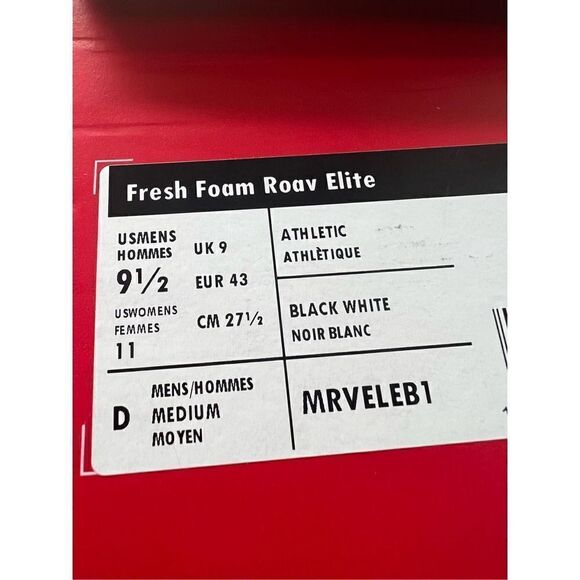 Fresh Foam Roav Elite
USMENS
HOMMES
9½
USWOMENS
FEMMES
11
UK 9
EUR 43
CM 27½
ATHLETIC
ATHLÈTIQUE
BLACK WHITE
NOIR BLANC
D
MENS/HOMMES
MEDIUM
MOYEN
MRVELEB1